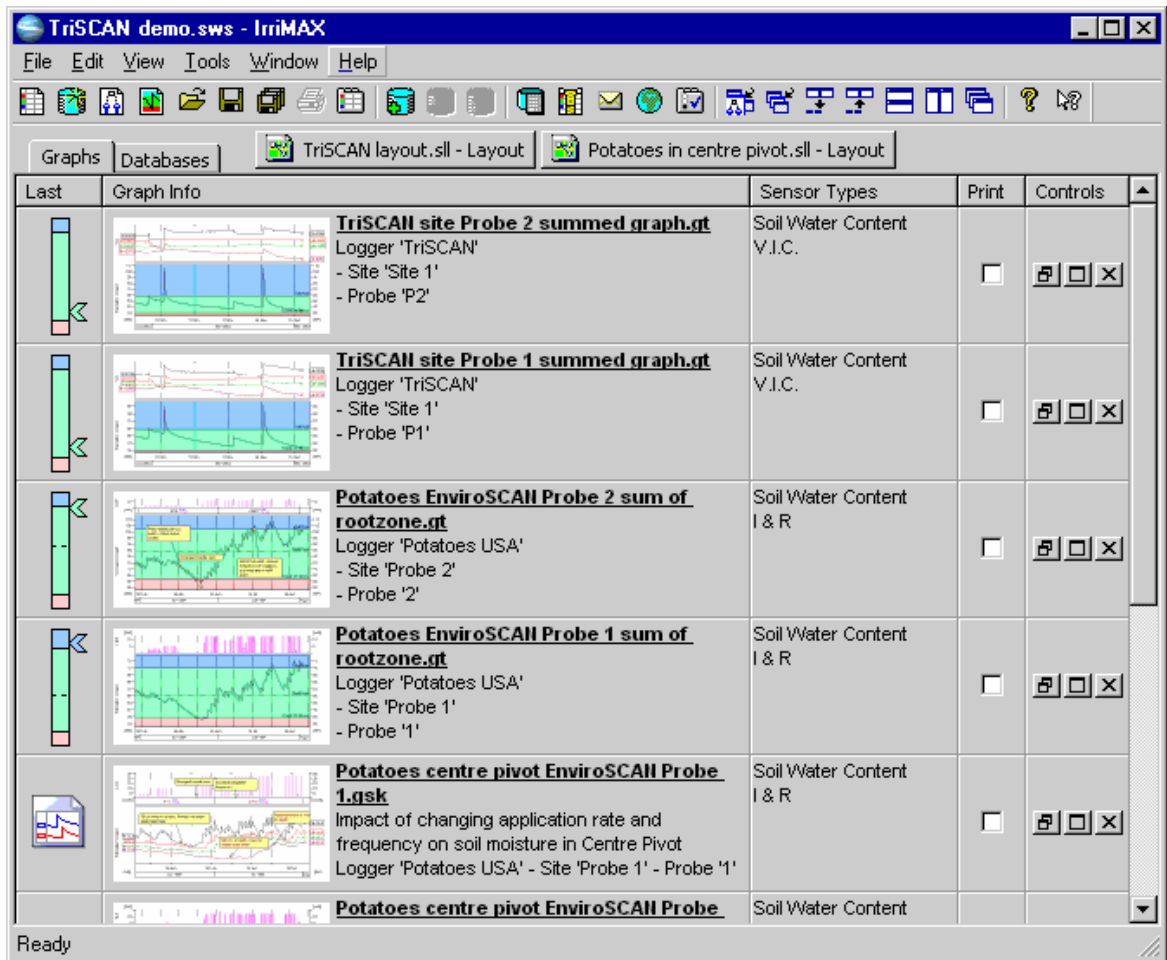 TriSCAN demo.sws - IrriMAX
File Edit View Tools Window Help
Graphs Databases TriSCAN layout.sll - Layout Potatoes in centre pivot.sll - Layout
Last Graph Info Sensor Types Print Controls
TriSCAN site Probe 2 summed graph.gt
Logger 'TriSCAN'
- Site 'Site 1'
- Probe 'P2'
Soil Water Content
V.I.C.
TriSCAN site Probe 1 summed graph.gt
Logger 'TriSCAN'
- Site 'Site 1'
- Probe 'P1'
Soil Water Content
V.I.C.
Potatoes EnviroSCAN Probe 2 sum of
rootzone.gt
Logger 'Potatoes USA'
- Site 'Probe 2'
- Probe '2'
Soil Water Content
I & R
Potatoes EnviroSCAN Probe 1 sum of
rootzone.gt
Logger 'Potatoes USA'
- Site 'Probe 1'
- Probe '1'
Soil Water Content
I & R
Potatoes centre pivot EnviroSCAN Probe
1.gsk
Impact of changing application rate and
frequency on soil moisture in Centre Pivot
Logger 'Potatoes USA' - Site 'Probe 1' - Probe '1'
Soil Water Content
I & R
Potatoes centre pivot EnviroSCAN Probe
Soil Water Content
Ready